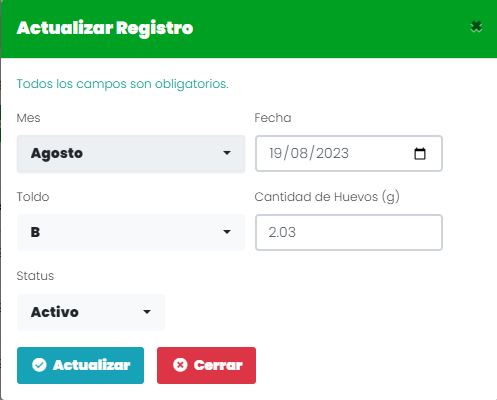 Actualizar Registro
Todos los campos son obligatorios.
Mes
Fecha
Agosto
19/08/2023
Toldo
Cantidad de Huevos (g)
B
2.03
Status
Activo
Actualizar
Cerrar